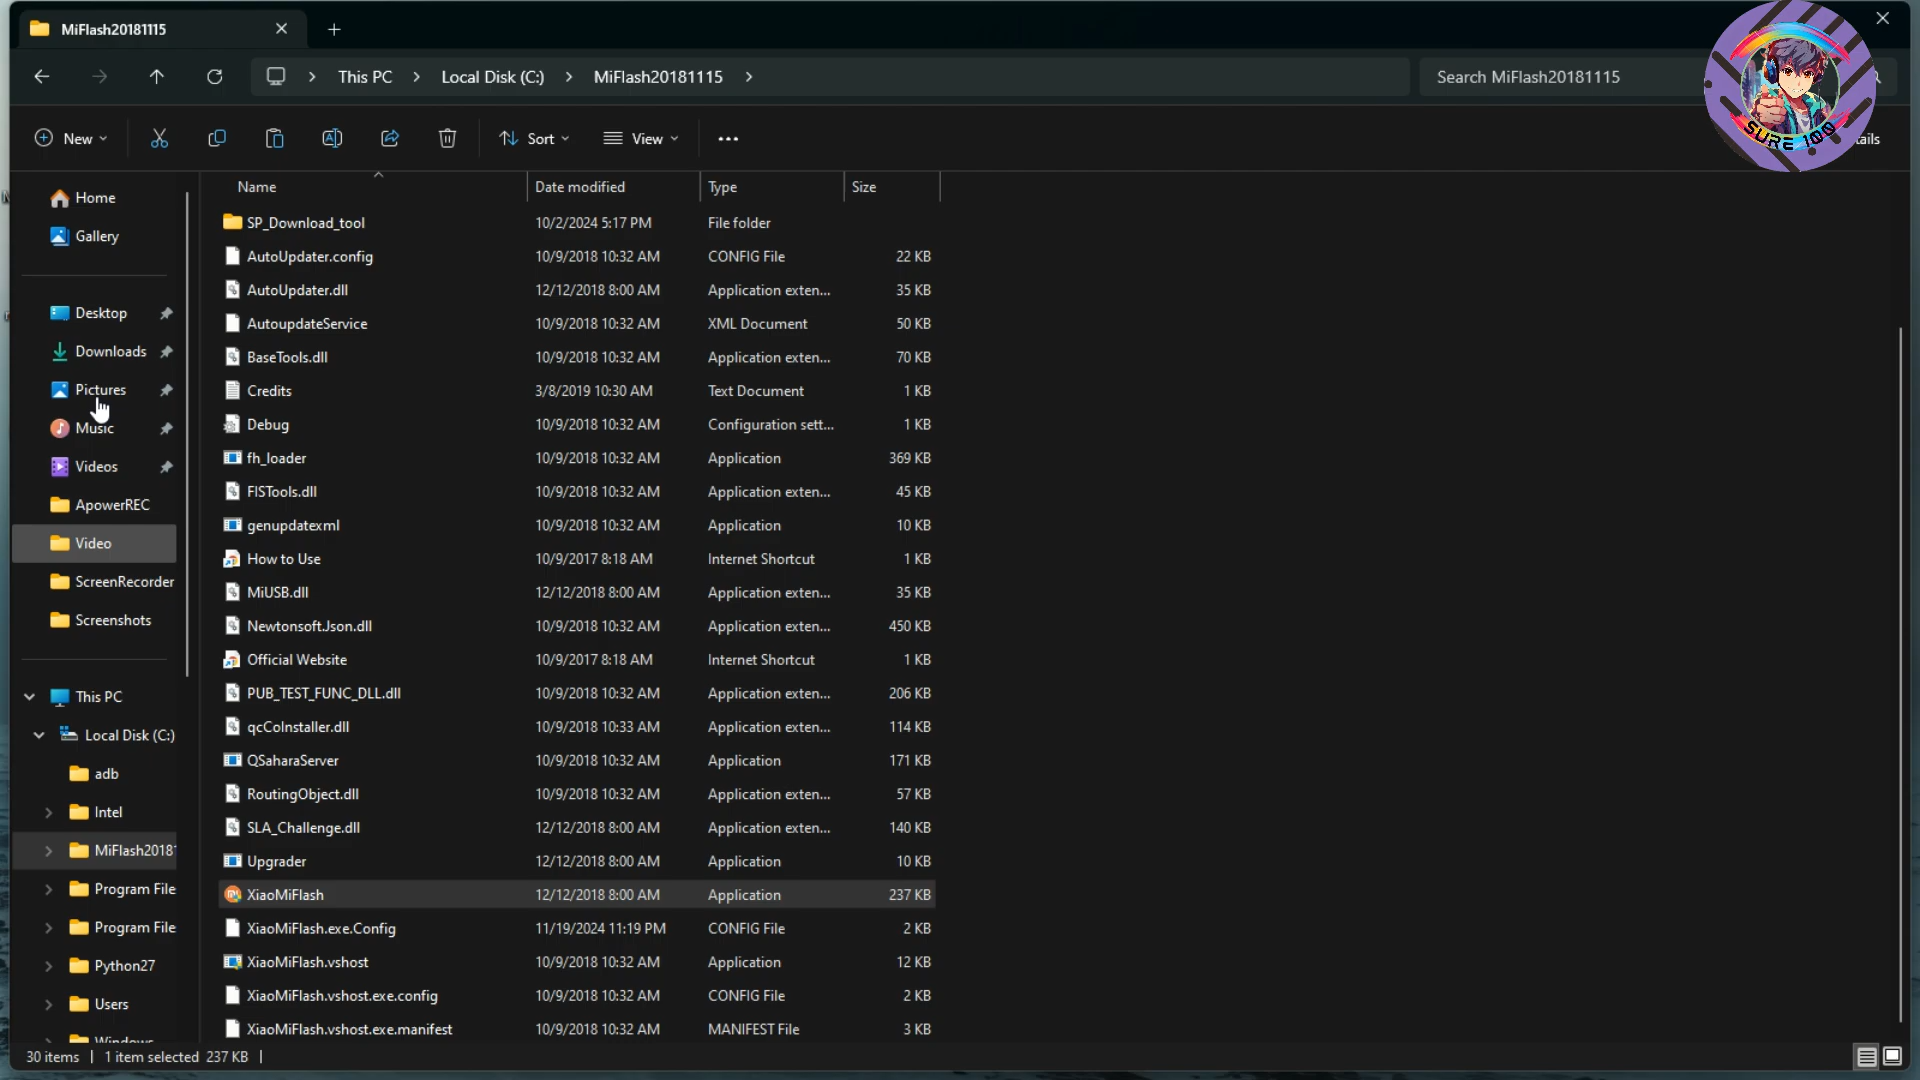 MiFlash20181115
This PC
Local Disk (C:)
MiFlash20181115
Search MiFlash20181115
SURE 100
New
Sort
View
ails
Name
Date modified
Type
Size
Home
Gallery
Desktop
Downloads
Pictures
Music
Videos
ApowerREC
Video
ScreenRecorder
Screenshots
This PC
Local Disk (C:)
adb
Intel
MiFlash2018
Program File
Program File
Python27
Users
Windows
SP_Download_tool 10/2/2024 5:17 PM File folder
AutoUpdater.config 10/9/2018 10:32 AM CONFIG File 22 KB
AutoUpdater.dll 12/12/2018 8:00 AM Application exten... 35 KB
AutoupdateService 10/9/2018 10:32 AM XML Document 50 KB
BaseTools.dll 10/9/2018 10:32 AM Application exten... 70 KB
Credits 3/8/2019 10:30 AM Text Document 1 KB
Debug 10/9/2018 10:32 AM Configuration sett... 1 KB
fh_loader 10/9/2018 10:32 AM Application 369 KB
FISTools.dll 10/9/2018 10:32 AM Application exten... 45 KB
genupdatexml 10/9/2018 10:32 AM Application 10 KB
How to Use 10/9/2017 8:18 AM Internet Shortcut 1 KB
MiUSB.dll 12/12/2018 8:00 AM Application exten... 35 KB
Newtonsoft.Json.dll 10/9/2018 10:32 AM Application exten... 450 KB
Official Website 10/9/2017 8:18 AM Internet Shortcut 1 KB
PUB_TEST_FUNC_DLL.dll 10/9/2018 10:32 AM Application exten... 206 KB
qcCoInstaller.dll 10/9/2018 10:33 AM Application exten... 114 KB
QSaharaServer 10/9/2018 10:32 AM Application 171 KB
RoutingObject.dll 10/9/2018 10:32 AM Application exten... 57 KB
SLA_Challenge.dll 12/12/2018 8:00 AM Application exten... 140 KB
Upgrader 12/12/2018 8:00 AM Application 10 KB
XiaoMiFlash 12/12/2018 8:00 AM Application 237 KB
XiaoMiFlash.exe.Config 11/19/2024 11:19 PM CONFIG File 2 KB
XiaoMiFlash.vshost 10/9/2018 10:32 AM Application 12 KB
XiaoMiFlash.vshost.exe.config 10/9/2018 10:32 AM CONFIG File 2 KB
XiaoMiFlash.vshost.exe.manifest 10/9/2018 10:32 AM MANIFEST File 3 KB
30 items 1 item selected 237 KB